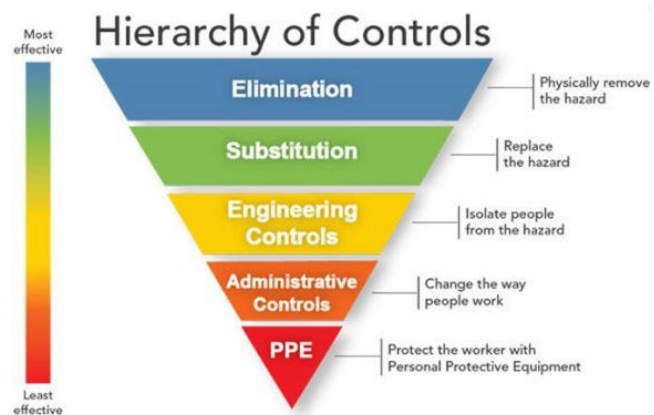 Hierarchy of Controls
Most
effective
Elimination
Physically remove
the hazard
Substitution
Replace
the hazard
Engineering
Controls
Isolate people
from the hazard
Administrative
Controls
Change the way
people work
PPE
Protect the worker with
Personal Protective Equipment
Least
effective